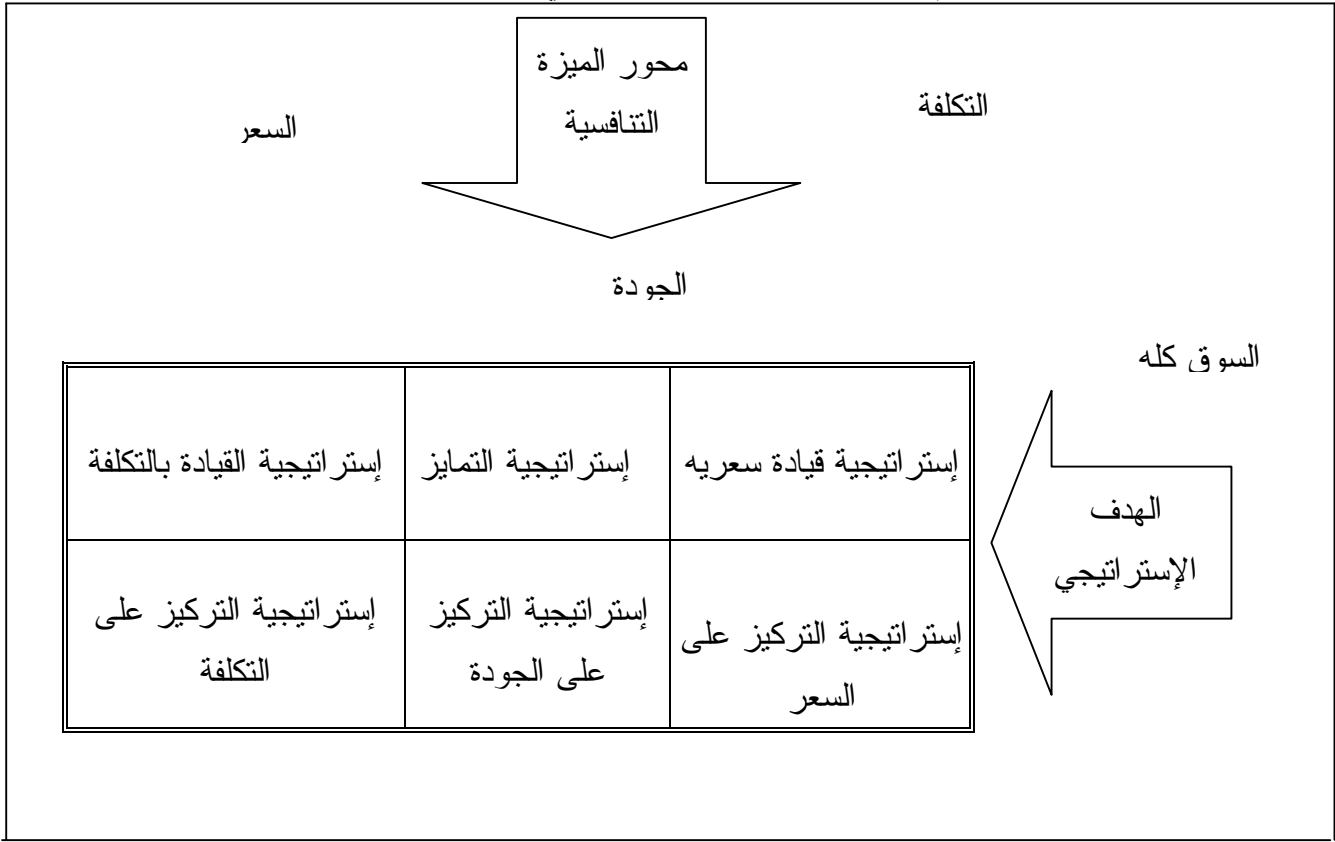 محور الميزة
التنافسية
التكلفة
السعر
الجودة
السوق كله
إستراتيجية قيادة سعريه
إستراتيجية التمايز
إستراتيجية القيادة بالتكلفة
الهدف
الإستراتيجي
إستراتيجية التركيز على
السعر
إستراتيجية التركيز
على الجودة
إستراتيجية التركيز على
التكلفة